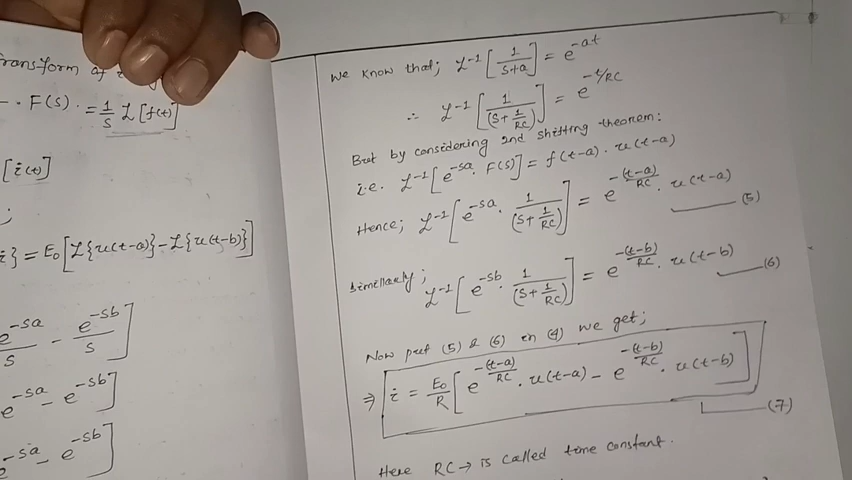 transform of
F(s) = 1/s ℒ[f(t)]
[i(t)]
;
} = E₀[ℒ{u(t-a)} - ℒ{u(t-b)}]
e^-sa/s - e^-sb/s]
e^-sa - e^-sb]
e^-sa - e^-sb]
We know that; ℒ⁻¹[1/(s+a)] = e^-at
∴ ℒ⁻¹[1/(s+1/RC)] = e^-t/RC
But by considering 2nd shifting theorem:
i.e. ℒ⁻¹[e^-sa. F(s)] = f(t-a). u(t-a)
Hence; ℒ⁻¹[e^-sa. 1/(s+1/RC)] = e^-(t-a)/RC. u(t-a) (5)
Similarly; ℒ⁻¹[e^-sb. 1/(s+1/RC)] = e^-(t-b)/RC. u(t-b) (6)
Now put (5) & (6) in (4) we get;
⇒ i = E₀/R [e^-(t-a)/RC. u(t-a) - e^-(t-b)/RC. u(t-b)]
(7)
Here RC → is called time constant.